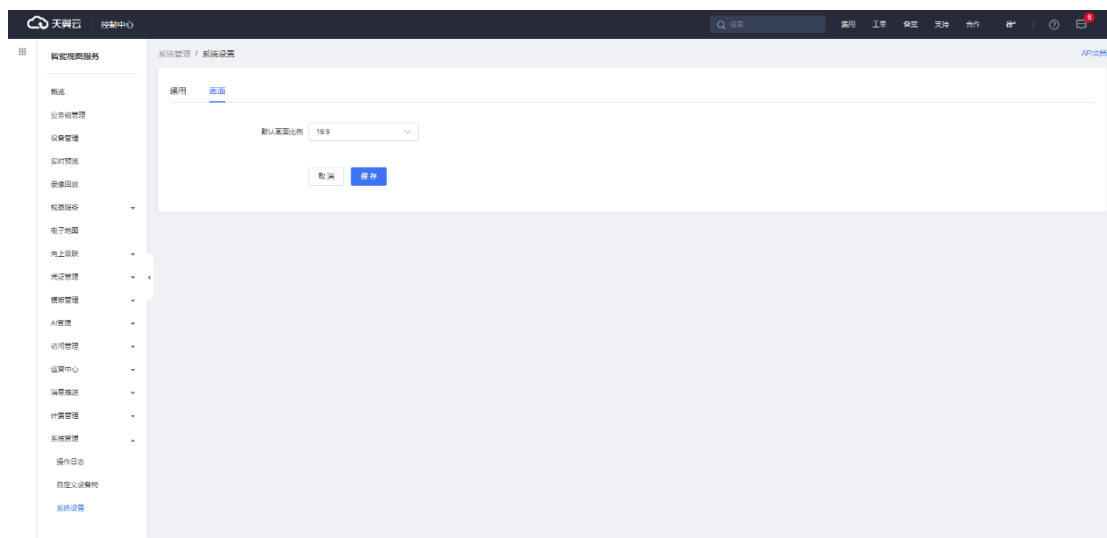 天翼云 控制中心 搜索... 费用 工单 备案 支持 合作 6
智能视图服务 系统管理 / 系统设置 API文档
概览
通用 画面
业务组管理
设备管理
默认画面比例 16:9
实时预览
录像回放
取消 保存
视图服务
电子地图
向上级联
凭证管理
模板管理
AI管理
访问管理
运营中心
消息推送
计费管理
系统管理
操作日志
自定义设备树
系统设置